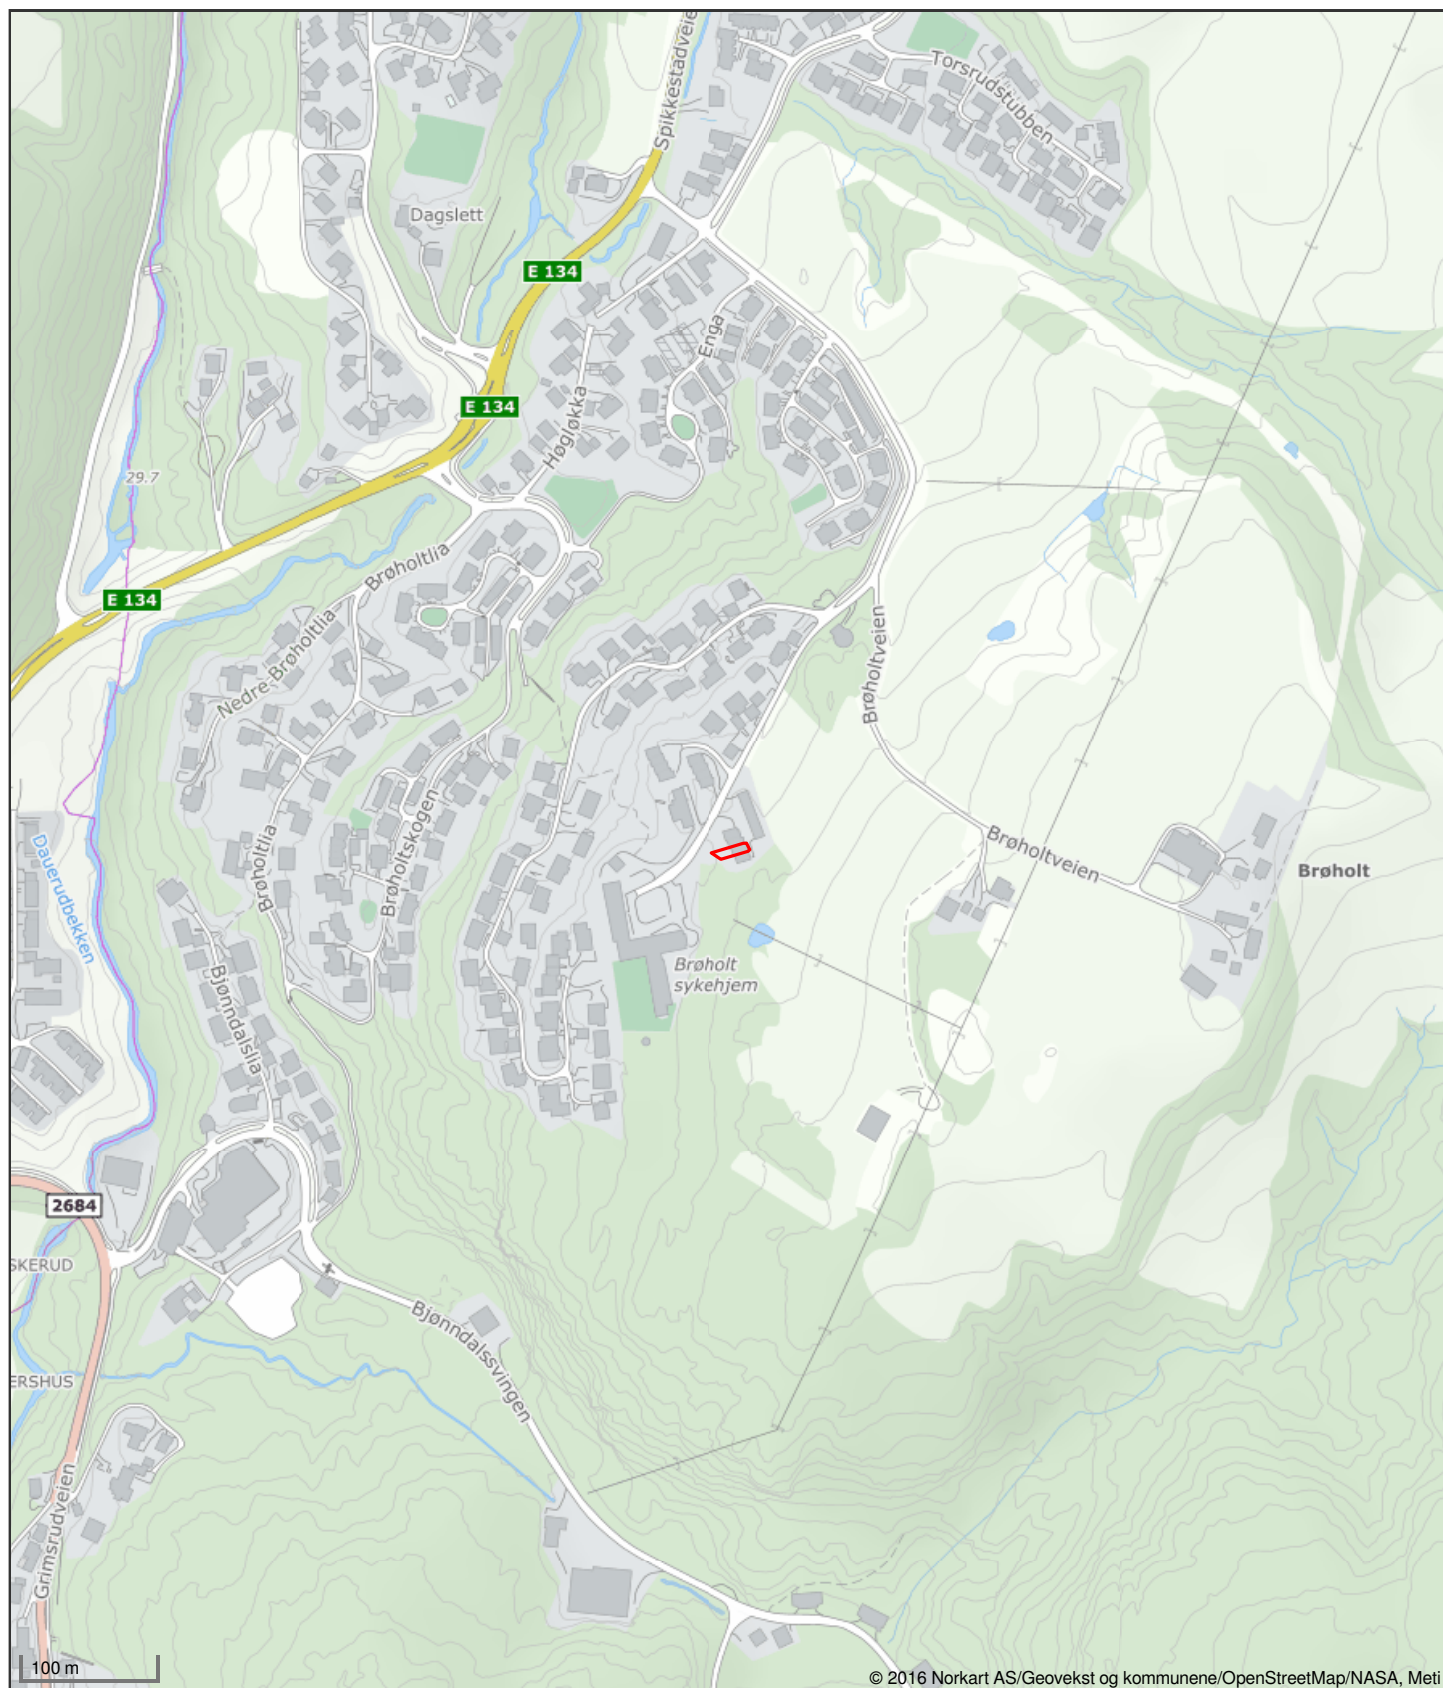 Spikkestadveie
Torsrudstubben
Dagslett
E 134
Enga
E 134
Høgløkka
29.7
Brøholtlia
E 134
Nedre-Brøholtlia
Brøholtveien
Brøholtskogen
Brøholtlia
Dauerudbekken
Brøholtveien
Brøholt
Brøholt
sykehjem
Bjønndalslia
2684
SKERUD
Bjønndalssvingen
ERSHUS
Grimsrudveien
100 m
© 2016 Norkart AS/Geovekst og kommunene/OpenStreetMap/NASA, Meti